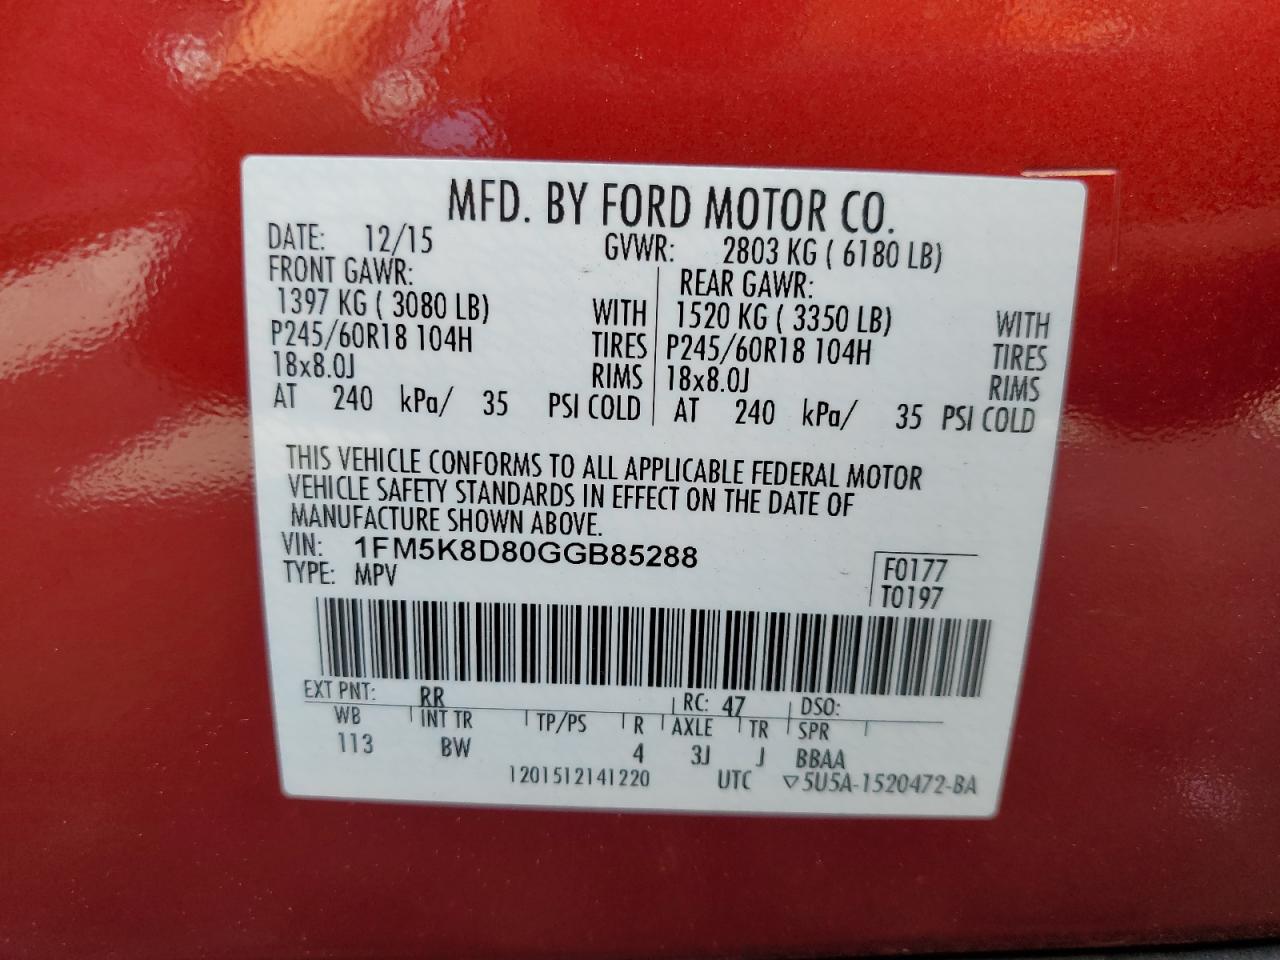 MFD. BY FORD MOTOR CO.
DATE: 12/15 GVWR: 2803 KG ( 6180 LB)
FRONT GAWR: REAR GAWR:
1397 KG ( 3080 LB) WITH 1520 KG ( 3350 LB) WITH
P245/60R18 104H TIRES P245/60R18 104H TIRES
18x8.0J RIMS 18x8.0J RIMS
AT 240 kPa/ 35 PSI COLD AT 240 kPa/ 35 PSI COLD
THIS VEHICLE CONFORMS TO ALL APPLICABLE FEDERAL MOTOR
VEHICLE SAFETY STANDARDS IN EFFECT ON THE DATE OF
MANUFACTURE SHOWN ABOVE.
VIN: 1FM5K8D80GGB85288
TYPE: MPV
F0177
T0197
EXT PNT: RR RC: 47 DSO:
WB INT TR TP/PS R AXLE TR SPR
113 BW 4 3J J BBAA
1201512141220 UTC ▽5U5A-1520472-BA